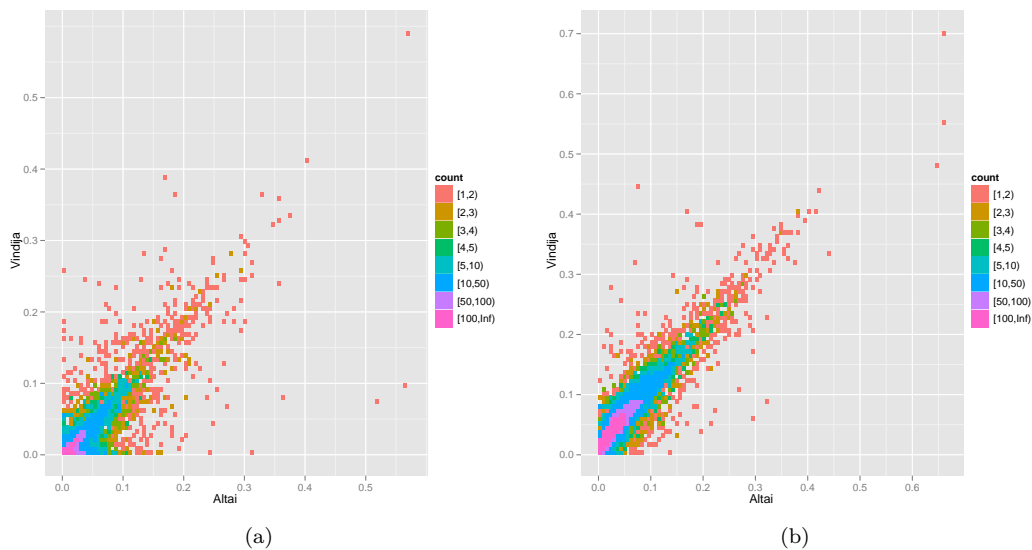 0.5
0.4
0.3
0.2
0.1
0.0
Vindija
0.0 0.1 0.2 0.3 0.4 0.5
Altai
count
[1,2)
[2,3)
[3,4)
[4,5)
[5,10)
[10,50)
[50,100)
[100,Inf)
(a)
0.7
0.6
0.5
0.4
0.3
0.2
0.1
0.0
Vindija
0.0 0.1 0.2 0.3 0.4 0.5 0.6
Altai
count
[1,2)
[2,3)
[3,4)
[4,5)
[5,10)
[10,50)
[50,100)
[100,Inf)
(b)